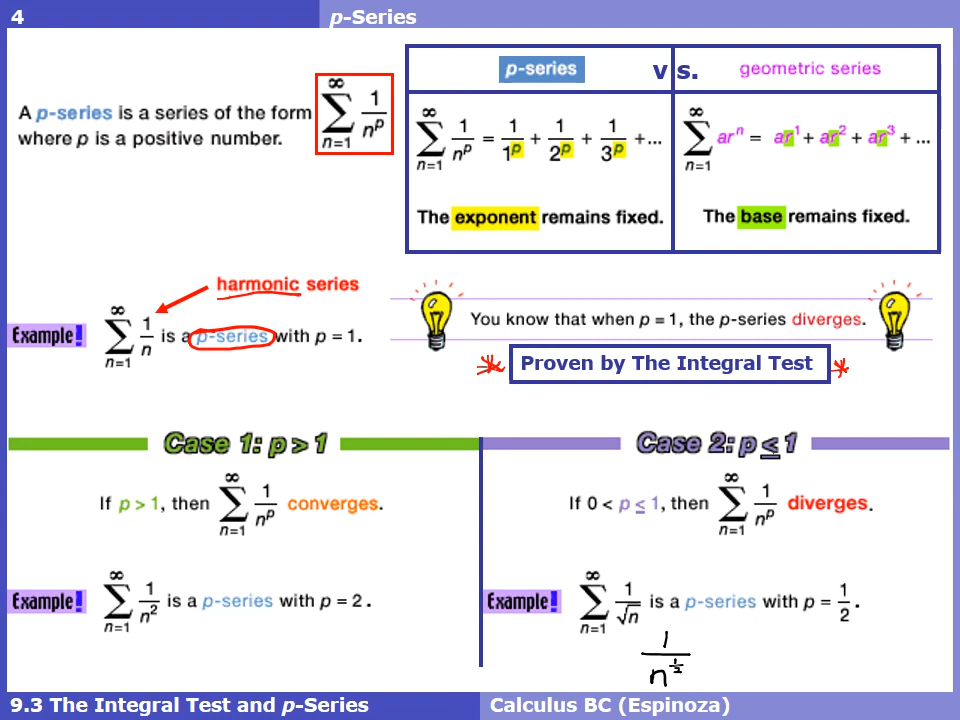 4
p-Series
A p-series is a series of the form ∞ Σ n=1 1/n^p
where p is a positive number.
p-series vs. geometric series
∞ Σ n=1 1/n^p = 1/1^p + 1/2^p + 1/3^p + ...
The exponent remains fixed.
∞ Σ n=1 ar^n = ar^1 + ar^2 + ar^3 + ...
The base remains fixed.
harmonic series
Example! ∞ Σ n=1 1/n is a p-series with p = 1.
You know that when p = 1, the p-series diverges.
Proven by The Integral Test
Case 1: p > 1
If p > 1, then ∞ Σ n=1 1/n^p converges.
Example! ∞ Σ n=1 1/n^2 is a p-series with p = 2.
Case 2: p ≤ 1
If 0 < p ≤ 1, then ∞ Σ n=1 1/n^p diverges.
Example! ∞ Σ n=1 1/√n is a p-series with p = 1/2.
1/n^(1/2)
9.3 The Integral Test and p-Series
Calculus BC (Espinoza)